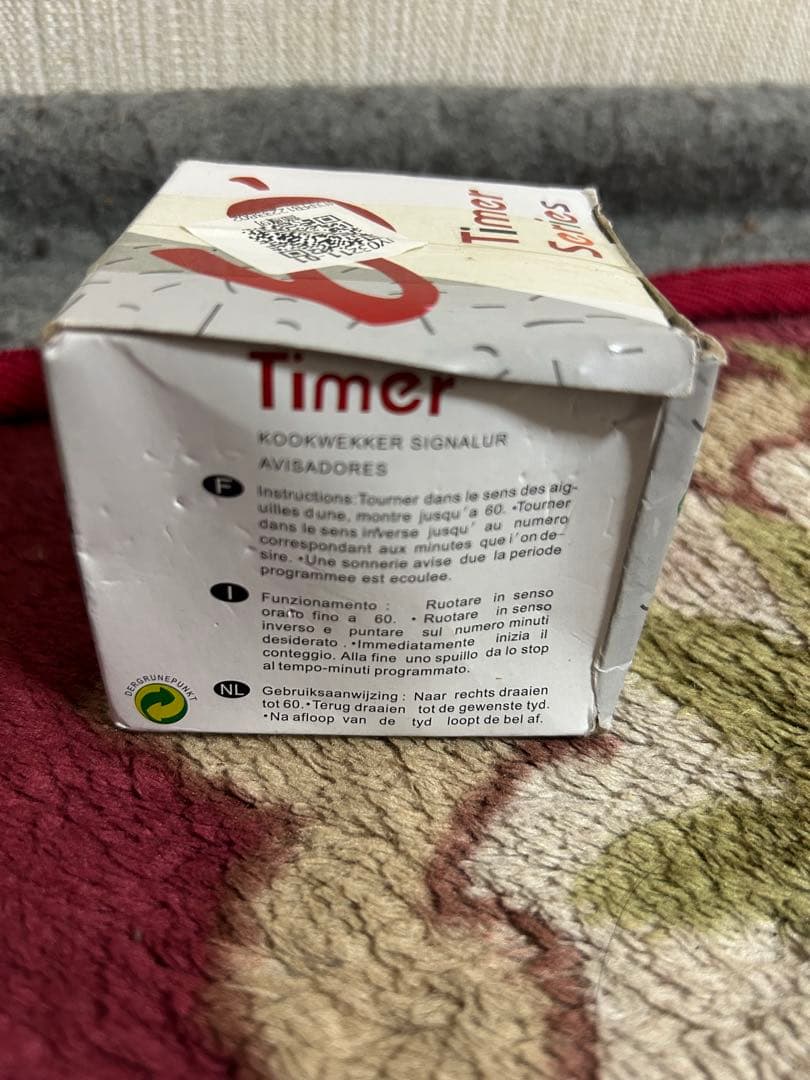 Timer
Series
Timer
KOOKWEKKER SIGNALUR
AVISADORES
F
Instructions:Tourner dans le sens des aig-
uilles d une, montre jusqu' a 60. •Tourner
dans le sens inverse jusqu' au numero
correspondant aux minutes que i' on de-
sire. •Une sonnerie avise due la periode
programmee est ecoulee.
I
Funzionamento : Ruotare in senso
orario fino a 60. • Ruotare in senso
inverso e puntare sul numero minuti
desiderato . •Immediatamente inizia il
conteggio. Alla fine uno spuillo da lo stop
al tempo-minuti programmato.
NL
Gebruiksaanwijzing : Naar rechts draaien
tot 60.•Terug draaien tot de gewenste tyd.
•Na afloop van de tyd loopt de bel af.
DERGRUNEPUNKT